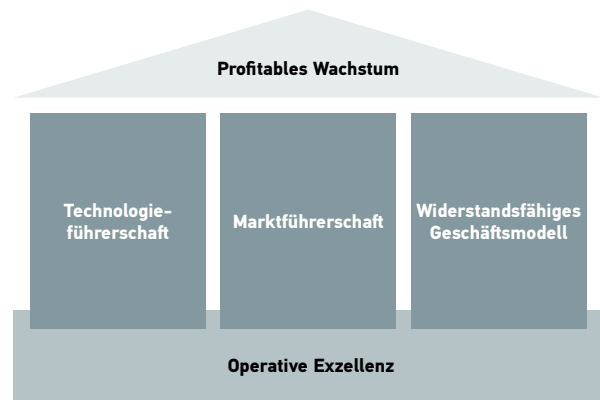 Profitables Wachstum
Technologie-
führerschaft
Marktführerschaft
Widerstandsfähiges
Geschäftsmodell
Operative Exzellenz